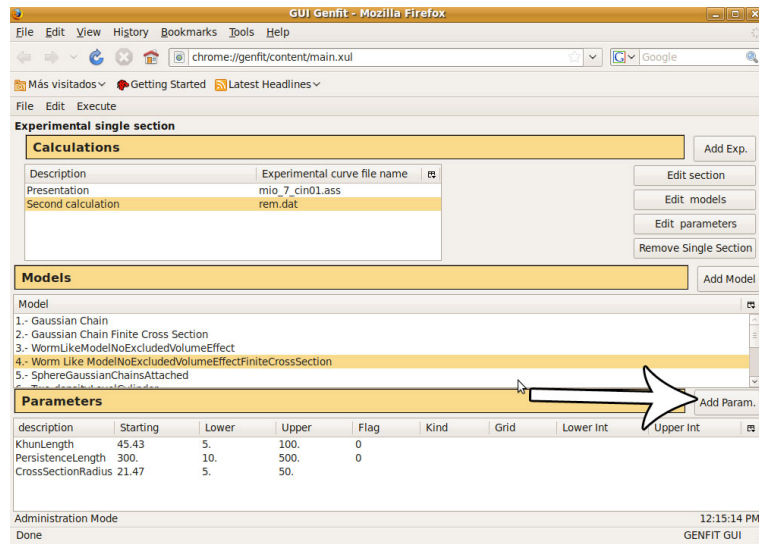 GUI Genfit - Mozilla Firefox
File Edit View History Bookmarks Tools Help
chrome://genfit/content/main.xul
G Google
Más visitados Getting Started Latest Headlines
File Edit Execute
Experimental single section
Calculations
Add Exp.
Description Experimental curve file name
Presentation mio_7_cin01.ass
Second calculation rem.dat
Edit section
Edit models
Edit parameters
Remove Single Section
Models
Add Model
Model
1.- Gaussian Chain
2.- Gaussian Chain Finite Cross Section
3.- WormLikeModelNoExcludedVolumeEffect
4.- Worm Like ModelNoExcludedVolumeEffectFiniteCrossSection
5.- SphereGaussianChainsAttached
Parameters
Add Param.
description Starting Lower Upper Flag Kind Grid Lower Int Upper Int
KhunLength 45.43 5. 100. 0
PersistenceLength 300. 10. 500. 0
CrossSectionRadius 21.47 5. 50.
Administration Mode 12:15:14 PM
Done GENFIT GUI